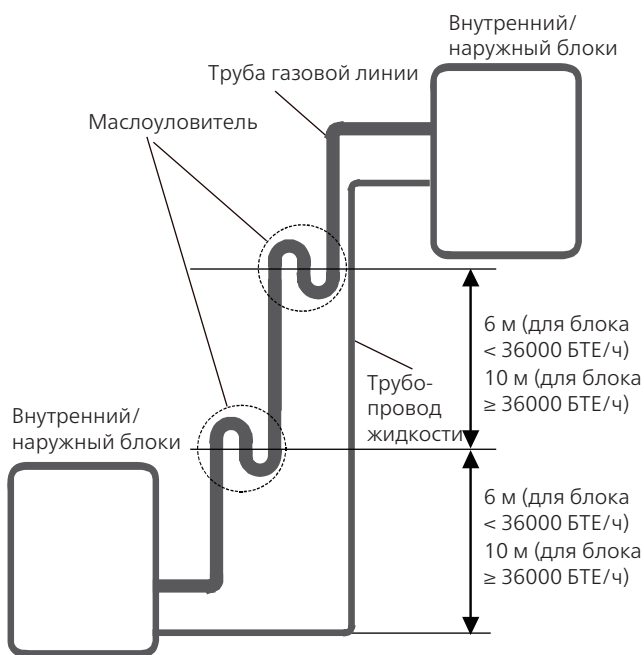 Внутренний/
наружный блоки
Труба газовой линии
Маслоуловитель
6 м (для блока
< 36000 БТЕ/ч)
10 м (для блока
≥ 36000 БТЕ/ч)
Трубо-
провод
жидкости
Внутренний/
наружный блоки
6 м (для блока
< 36000 БТЕ/ч)
10 м (для блока
≥ 36000 БТЕ/ч)